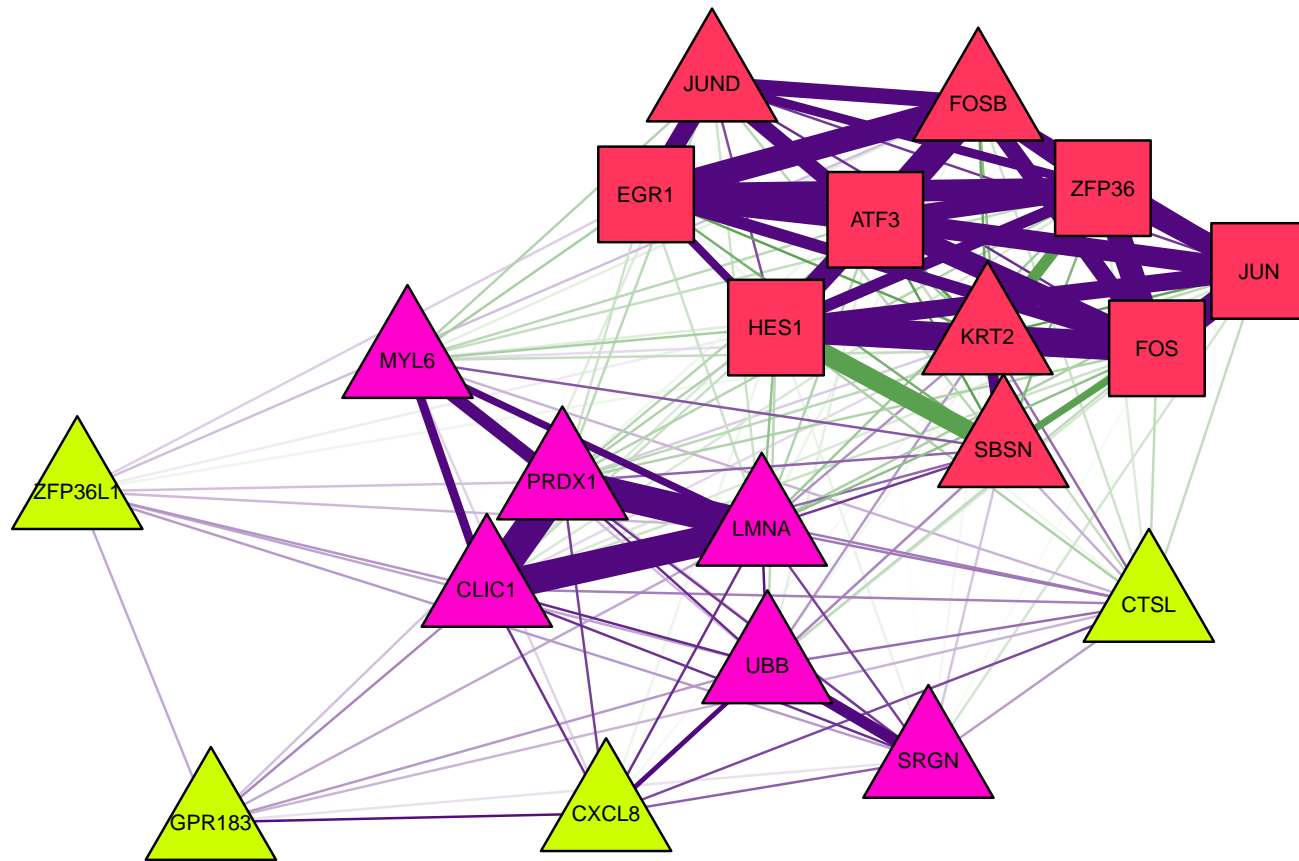 JUND
FOSB
EGR1
ZFP36
ATF3
JUN
HES1
KRT2
FOS
MYL6
SBSN
PRDX1
ZFP36L1
LMNA
CLIC1
CTSL
UBB
SRGN
CXCL8
GPR183